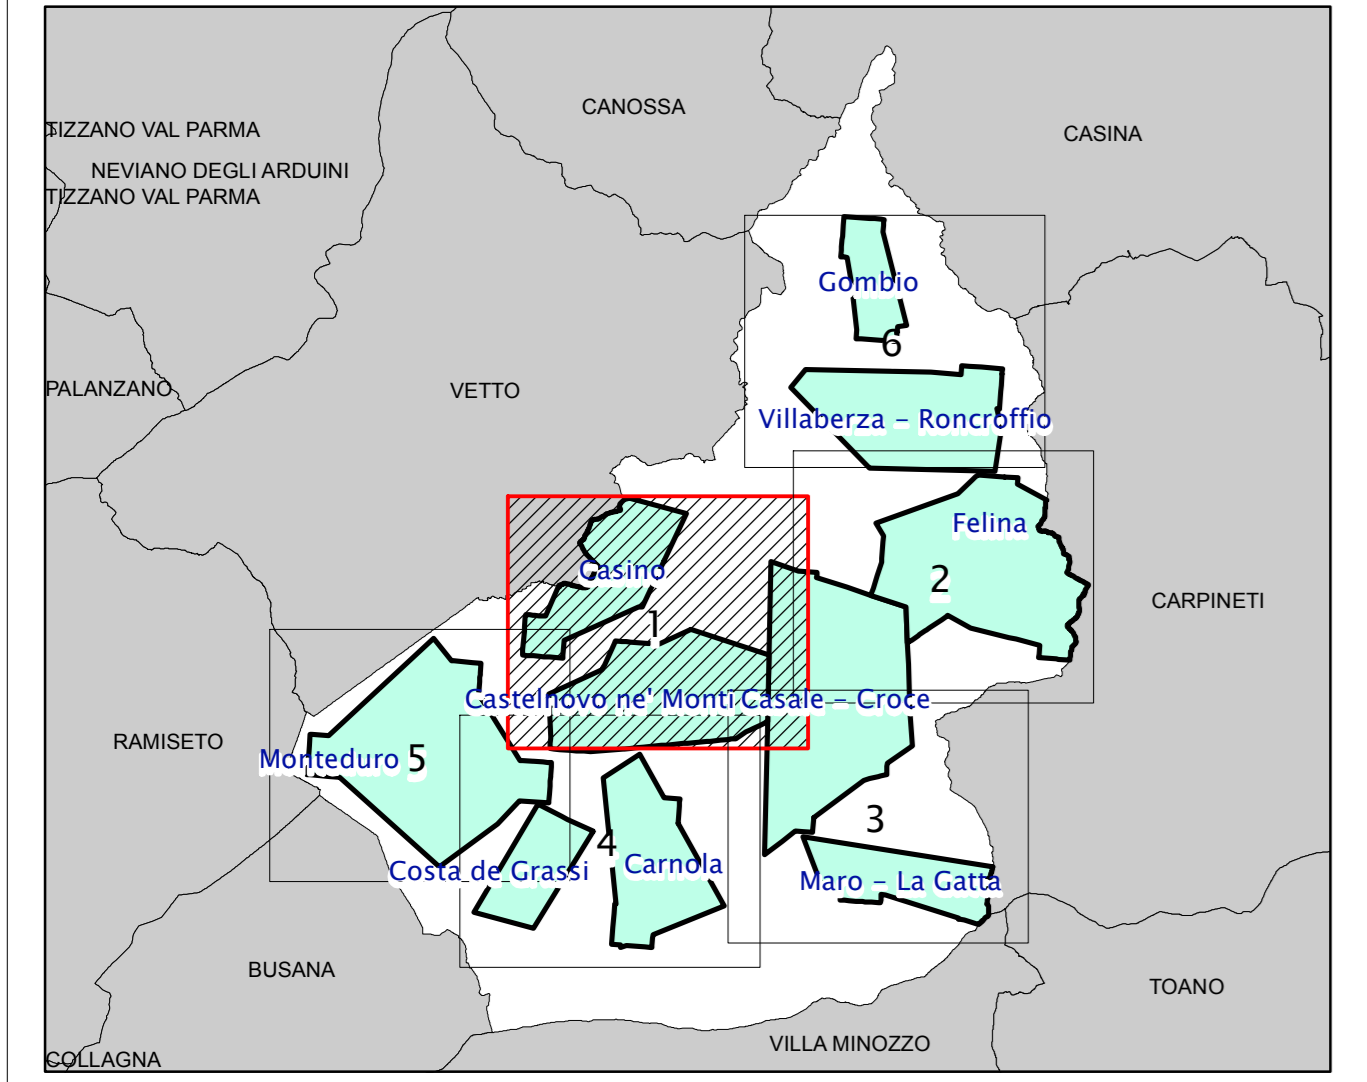 CANOSSA
TIZZANO VAL PARMA
CASINA
NEVIANO DEGLI ARDUINI
TIZZANO VAL PARMA
Gombio
6
PALANZANO
VETTO
Villaberza - Roncroffio
Felina
Casino
2
CARPINETI
1
Castelnovo ne' Monti
Casale - Croce
RAMISETO
Monteduro
5
3
4
Costa de Grassi
Carnola
Maro - La Gatta
BUSANA
TOANO
VILLA MINOZZO
COLLAGNA